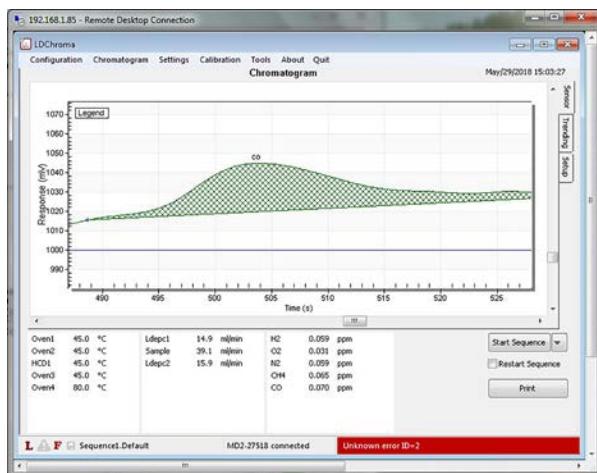 192.168.1.85 - Remote Desktop Connection
LDChroma
Configuration Chromatogram Settings Calibration Tools About Quit
Chromatogram May/29/2018 15:03:27
Sensor
Trending
Setup
Legend
CO
Response (mV)
1070
1060
1050
1040
1030
1020
1010
1000
990
980
490 495 500 505 510 515 520 525
Time (s)
Oven1 45.0 °C Ldepc1 14.9 ml/min H2 0.059 ppm
Oven2 45.0 °C Sample 39.1 ml/min O2 0.031 ppm
HCD1 45.0 °C Ldepc2 15.9 ml/min N2 0.059 ppm
Oven3 45.0 °C CH4 0.065 ppm
Oven4 80.0 °C CO 0.070 ppm
Start Sequence
Restart Sequence
Print
L F Sequence1.Default MD2-27518 connected Unknown error ID=2